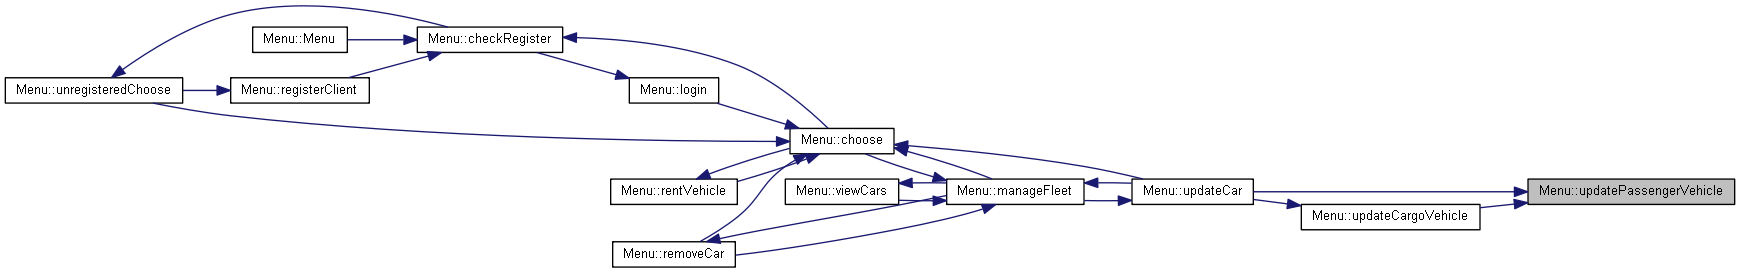 Menu::Menu
Menu::checkRegister
Menu::unregisteredChoose
Menu::registerClient
Menu::login
Menu::choose
Menu::rentVehicle
Menu::viewCars
Menu::manageFleet
Menu::updateCar
Menu::updatePassengerVehicle
Menu::updateCargoVehicle
Menu::removeCar